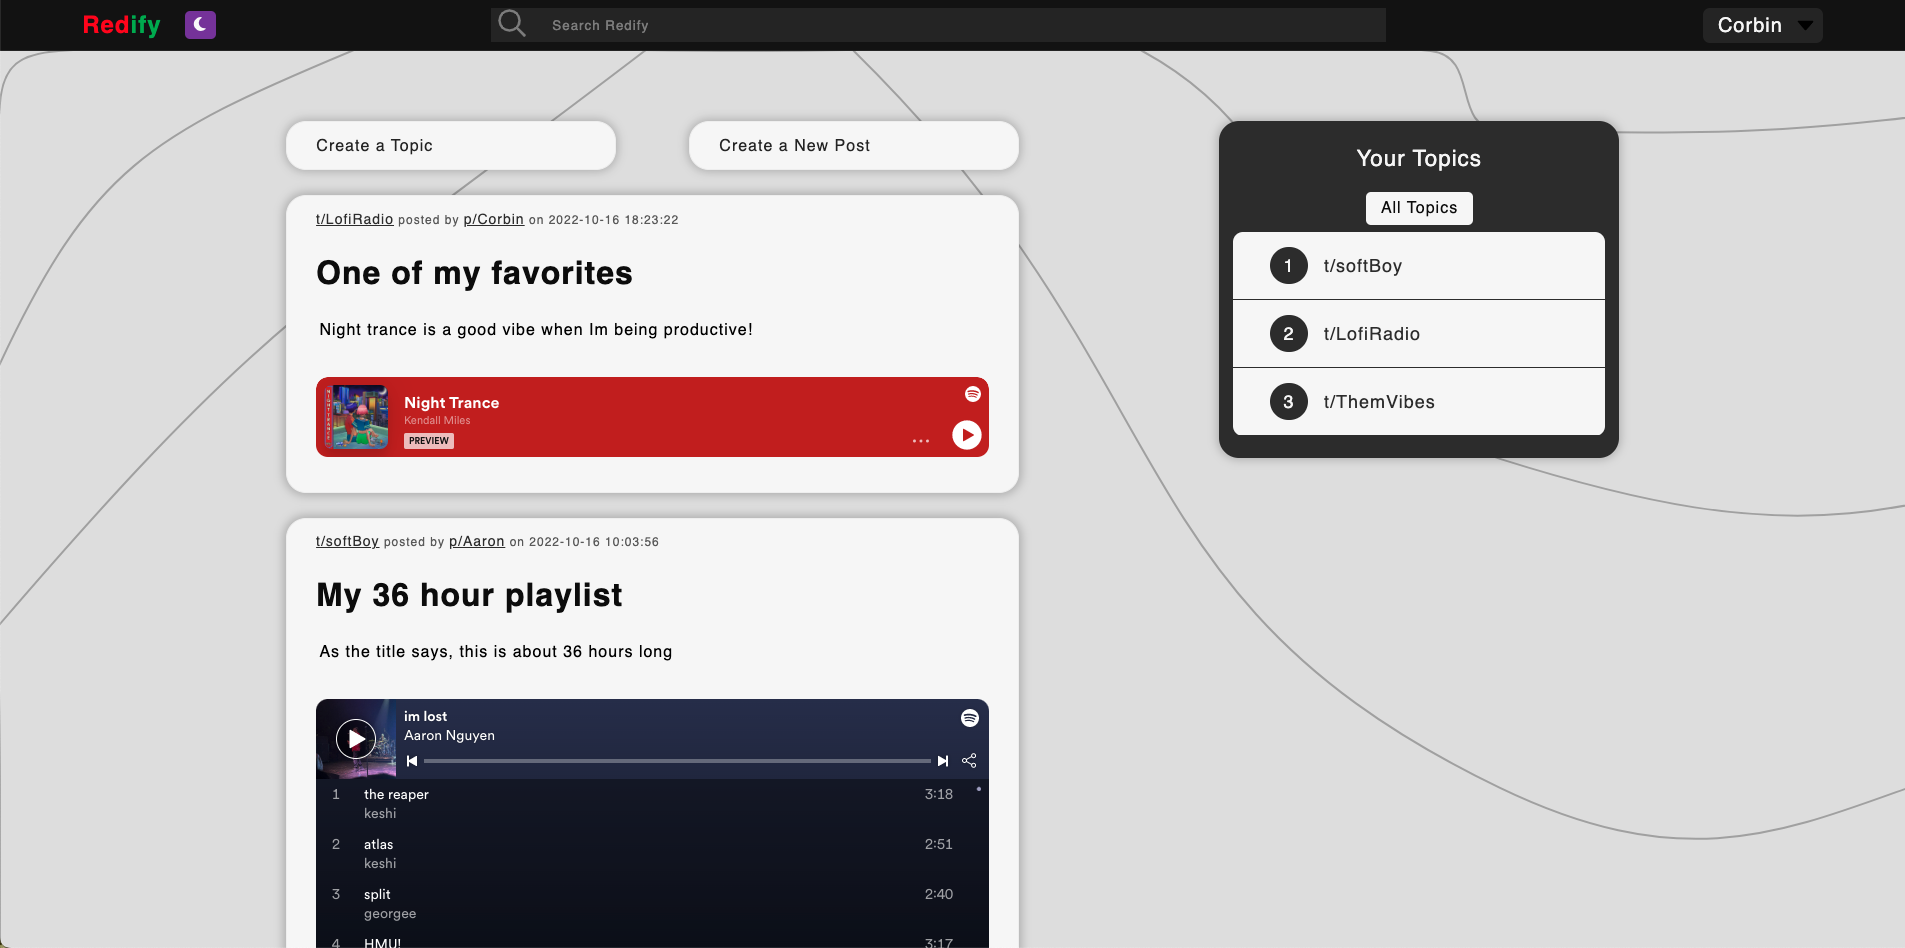 Redify
Search Redify
Corbin
Create a Topic
Create a New Post
t/LofiRadio posted by p/Corbin on 2022-10-16 18:23:22
One of my favorites
Night trance is a good vibe when Im being productive!
NIGHT TRANCE
Night Trance
Kendall Miles
PREVIEW
t/softBoy posted by p/Aaron on 2022-10-16 10:03:56
My 36 hour playlist
As the title says, this is about 36 hours long
im lost
Aaron Nguyen
1 the reaper 3:18
keshi
2 atlas 2:51
keshi
3 split 2:40
georgee
4 HMU! 3:17
Your Topics
All Topics
1 t/softBoy
2 t/LofiRadio
3 t/ThemVibes